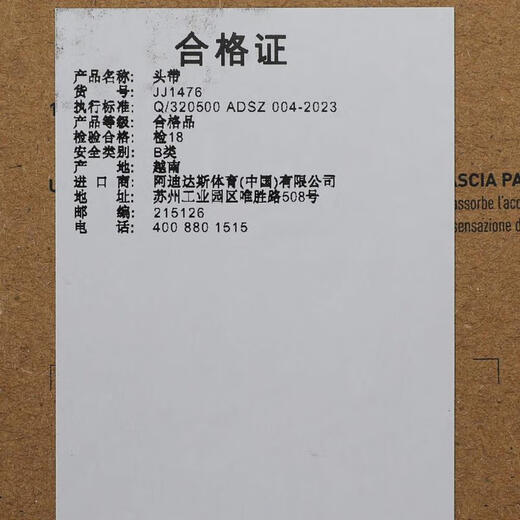 合格证
产品名称: 头带
货 号: JJ1476
执行标准: Q/320500 ADSZ 004-2023
产品等级: 合格品
检验合格: 检18
安全类别: B类
产 地: 越南
进 口 商: 阿迪达斯体育(中国)有限公司
地 址: 苏州工业园区唯胜路508号
邮 编: 215126
电 话: 400 880 1515
ASCIA PA
assorbe l'acc
sensazione d